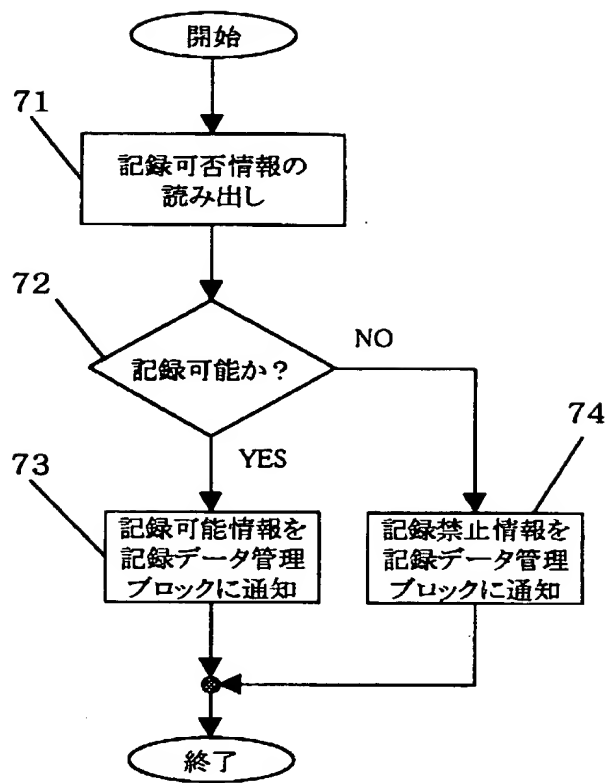 開始
71
記録可否情報の
読み出し
72
記録可能か?
NO
YES
73
記録可能情報を
記録データ管理
ブロックに通知
74
記録禁止情報を
記録データ管理
ブロックに通知
終了